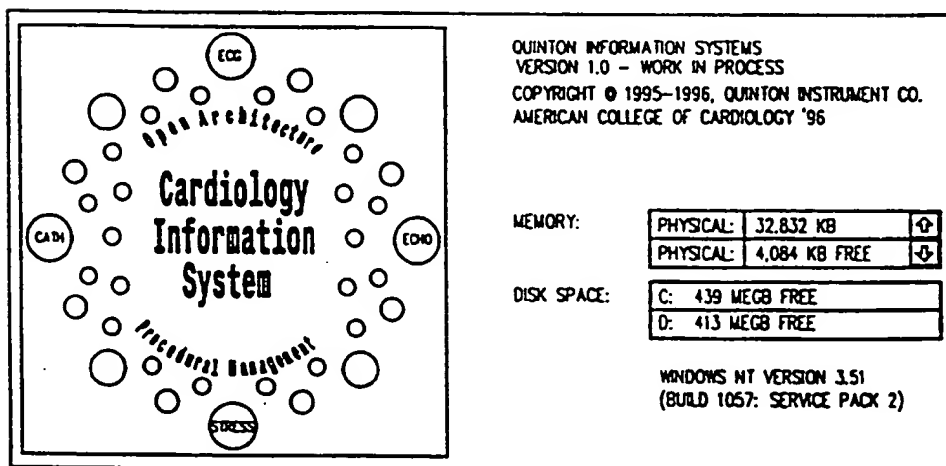 ECG
Open Architecture
Cardiology
Information
System
CATH
ECHO
Procedural Management
STRESS
QUINTON INFORMATION SYSTEMS
VERSION 1.0 - WORK IN PROCESS
COPYRIGHT © 1995-1996, QUINTON INSTRUMENT CO.
AMERICAN COLLEGE OF CARDIOLOGY '96
MEMORY:
PHYSICAL: 32,832 KB
PHYSICAL: 4,084 KB FREE
DISK SPACE:
C: 439 MEGB FREE
D: 413 MEGB FREE
WINDOWS NT VERSION 3.51
(BUILD 1057: SERVICE PACK 2)